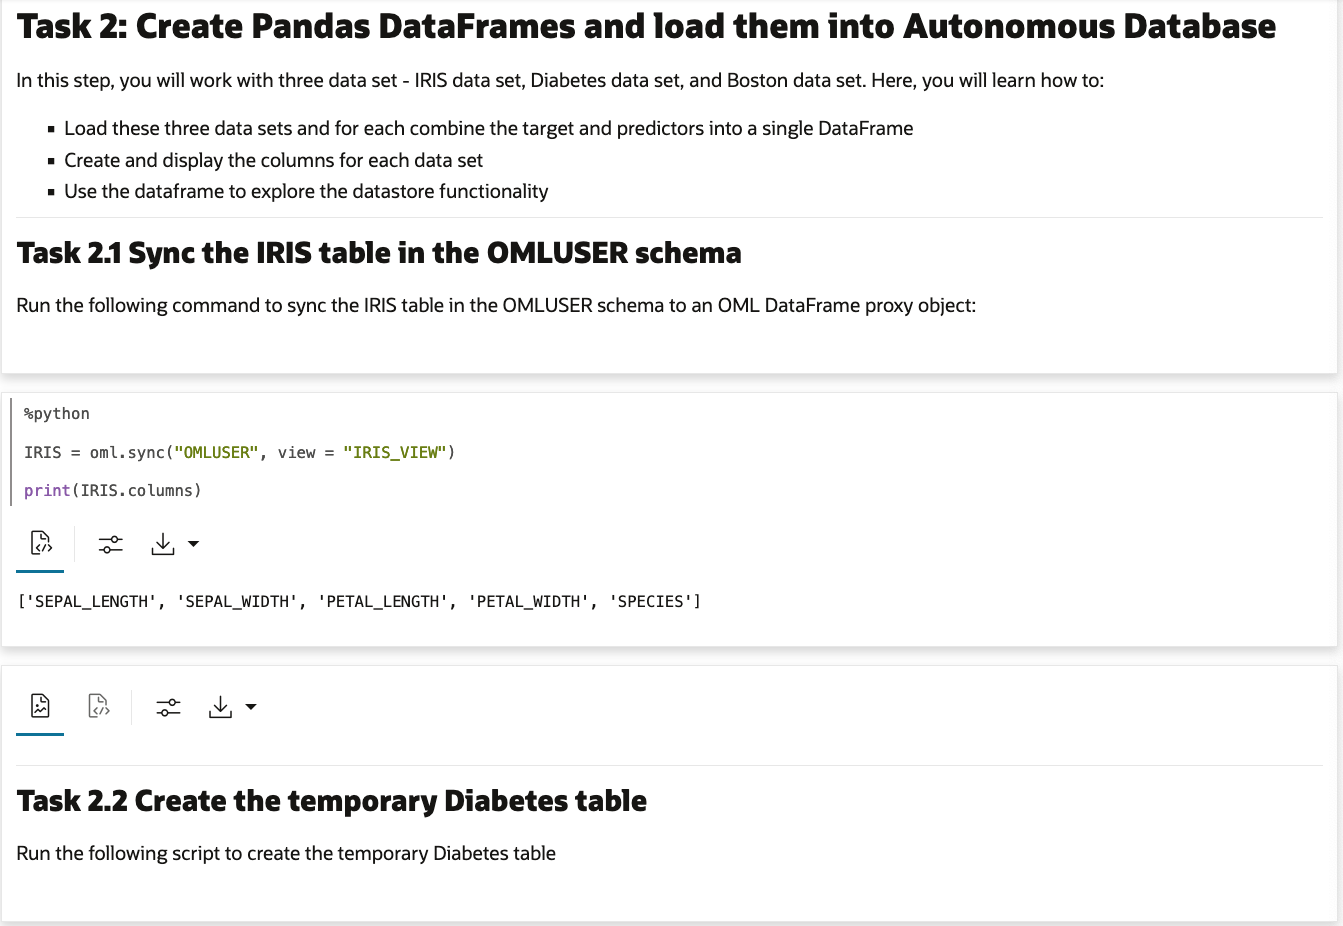 Task 2: Create Pandas DataFrames and load them into Autonomous Database
In this step, you will work with three data set - IRIS data set, Diabetes data set, and Boston data set. Here, you will learn how to:
▪ Load these three data sets and for each combine the target and predictors into a single DataFrame
▪ Create and display the columns for each data set
▪ Use the dataframe to explore the datastore functionality
Task 2.1 Sync the IRIS table in the OMLUSER schema
Run the following command to sync the IRIS table in the OMLUSER schema to an OML DataFrame proxy object:
%python
IRIS = oml.sync("OMLUSER", view = "IRIS_VIEW")
print(IRIS.columns)
['SEPAL_LENGTH', 'SEPAL_WIDTH', 'PETAL_LENGTH', 'PETAL_WIDTH', 'SPECIES']
Task 2.2 Create the temporary Diabetes table
Run the following script to create the temporary Diabetes table